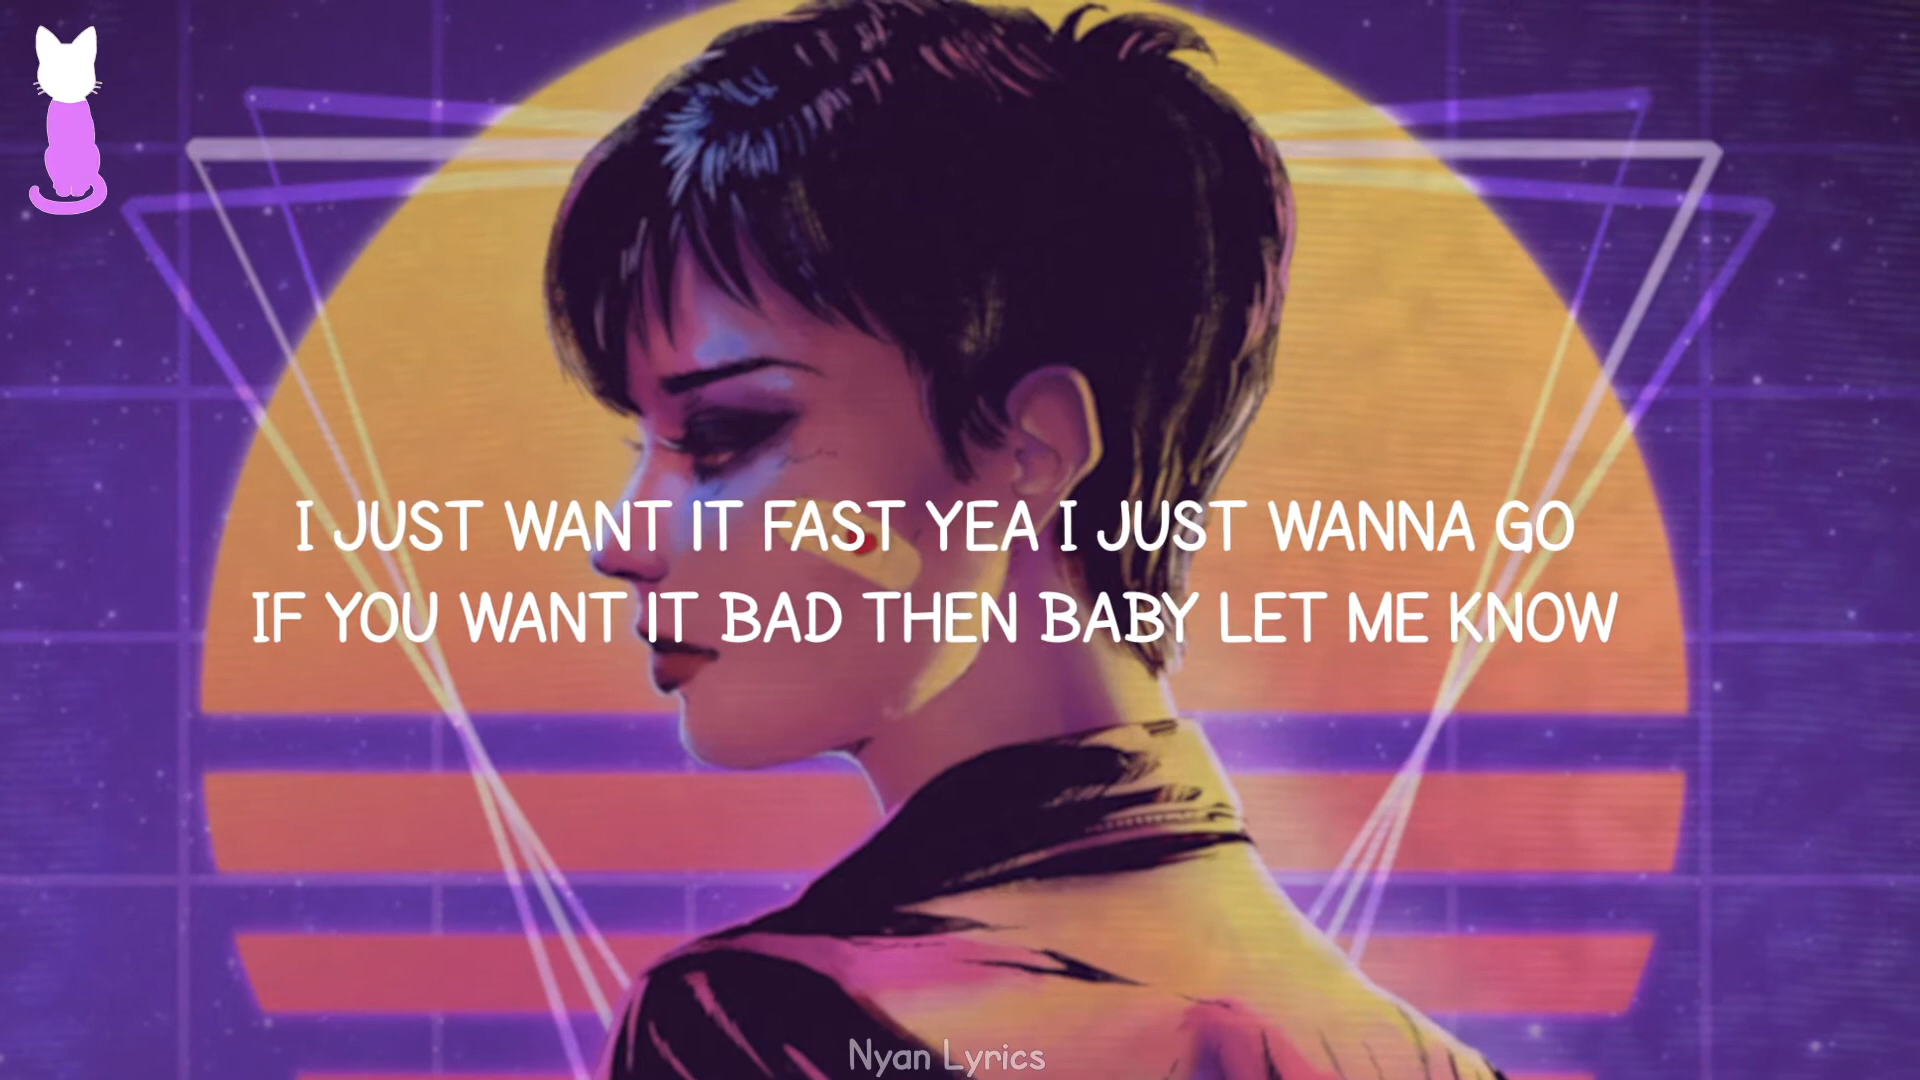 I JUST WANT IT FAST YEA I JUST WANNA GO
IF YOU WANT IT BAD THEN BABY LET ME KNOW
Nyan Lyrics